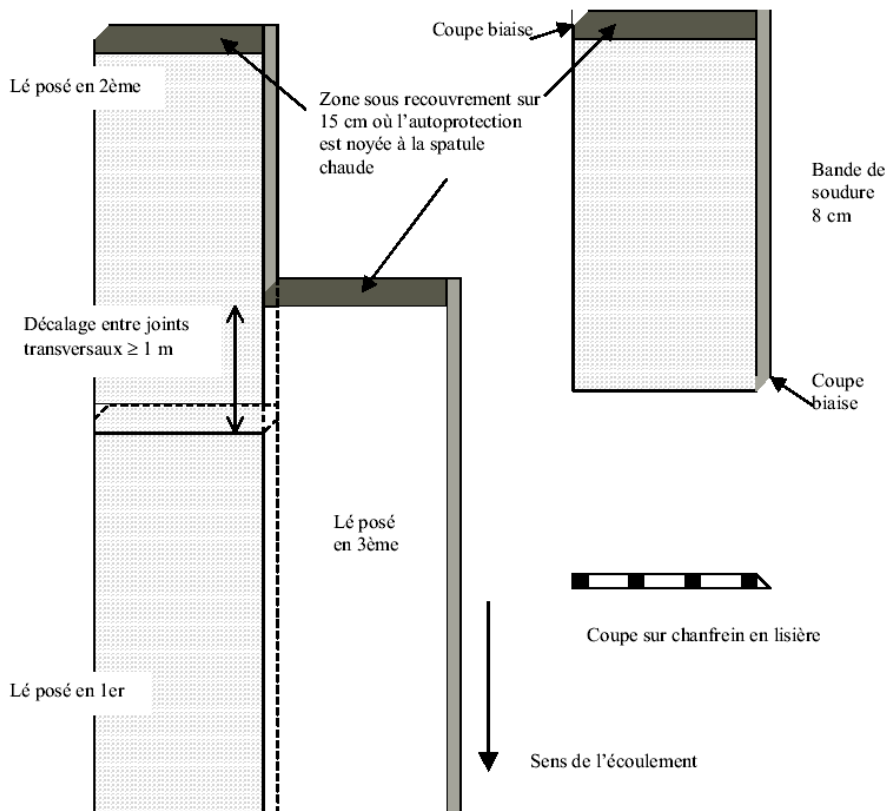 Coupe biaise
Lé posé en 2ème
Zone sous recouvrement sur
15 cm où l'autoprotection
est noyée à la spatule
chaude
Bande de
soudure
8 cm
Décalage entre joints
transversaux ≥ 1 m
Coupe
biaise
Lé posé
en 3ème
Coupe sur chanfrein en lisière
Lé posé en 1er
Sens de l'écoulement